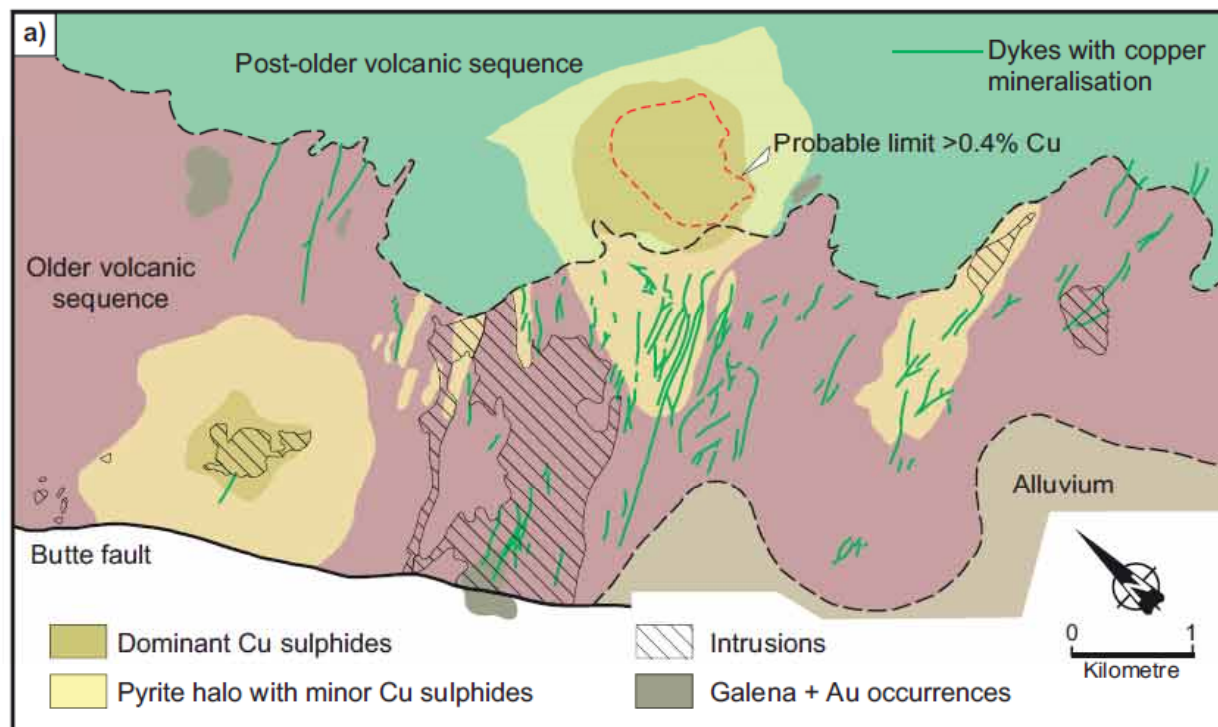 a)
Post-older volcanic sequence
Dykes with copper
mineralisation
Probable limit >0.4% Cu
Older volcanic
sequence
Alluvium
Butte fault
Dominant Cu sulphides
Intrusions
Pyrite halo with minor Cu sulphides
Galena + Au occurrences
0 1
Kilometre